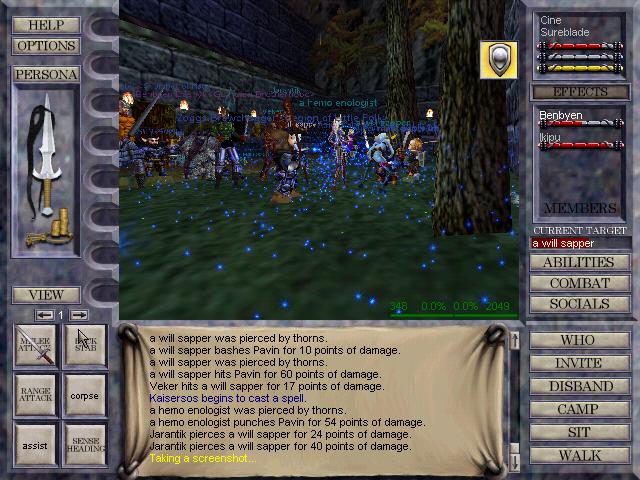 HELP
OPTIONS
PERSONA
VIEW
1
MELEE ATTACK
BACK STAB
RANGE ATTACK
corpse
assist
SENSE HEADING
a hemo enologist
348 0.0% 0.0% 2049
a will sapper was pierced by thorns.
a will sapper bashes Pavin for 10 points of damage.
a will sapper was pierced by thorns.
a will sapper hits Pavin for 60 points of damage.
Veker hits a will sapper for 17 points of damage.
Kaisersos begins to cast a spell.
a hemo enologist was pierced by thorns.
a hemo enologist punches Pavin for 54 points of damage.
Jarantik pierces a will sapper for 24 points of damage.
Jarantik pierces a will sapper for 40 points of damage.
Taking a screenshot...
Cine
Sureblade
EFFECTS
Benbyen
Ikipu
MEMBERS
CURRENT TARGET
a will sapper
ABILITIES
COMBAT
SOCIALS
WHO
INVITE
DISBAND
CAMP
SIT
WALK